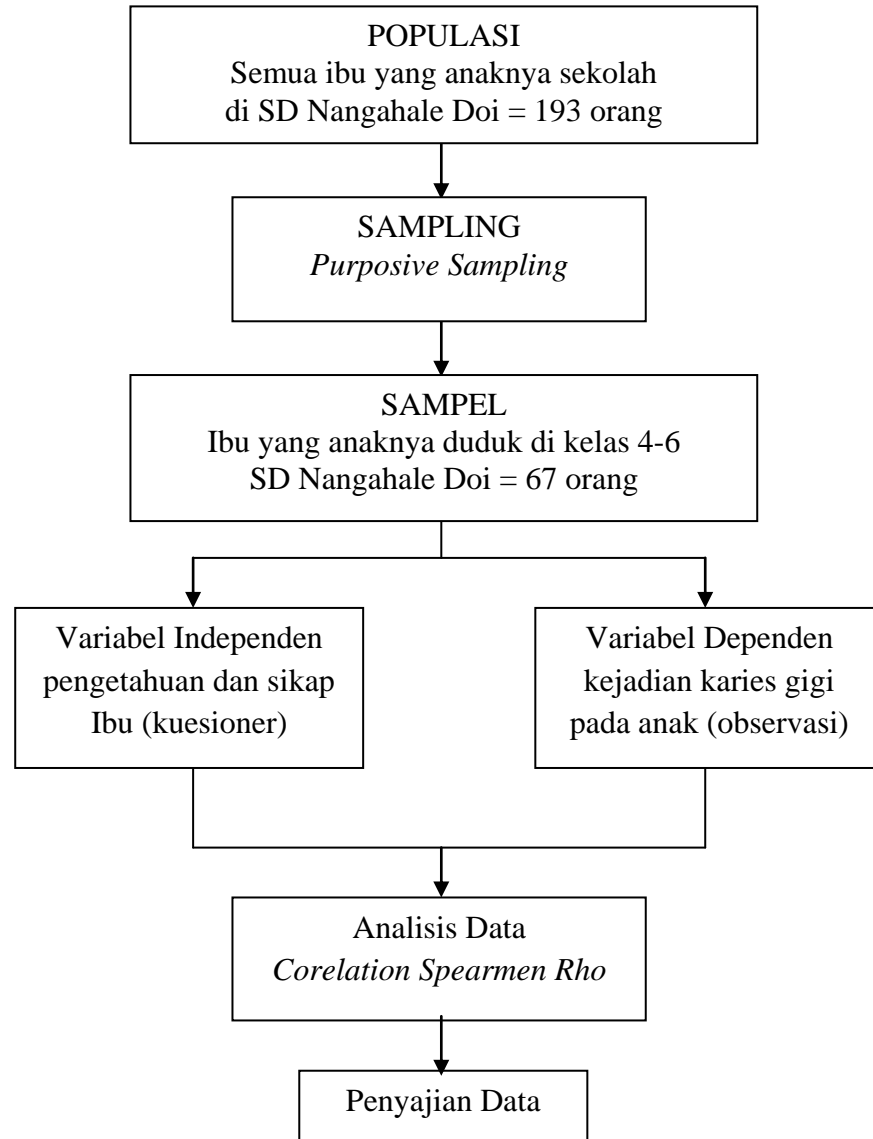 POPULASI
Semua ibu yang anaknya sekolah
di SD Nangahale Doi = 193 orang
SAMPLING
Purposive Sampling
SAMPEL
Ibu yang anaknya duduk di kelas 4-6
SD Nangahale Doi = 67 orang
Variabel Independen
pengetahuan dan sikap
Ibu (kuesioner)
Variabel Dependen
kejadian karies gigi
pada anak (observasi)
Analisis Data
Corelation Spearmen Rho
Penyajian Data